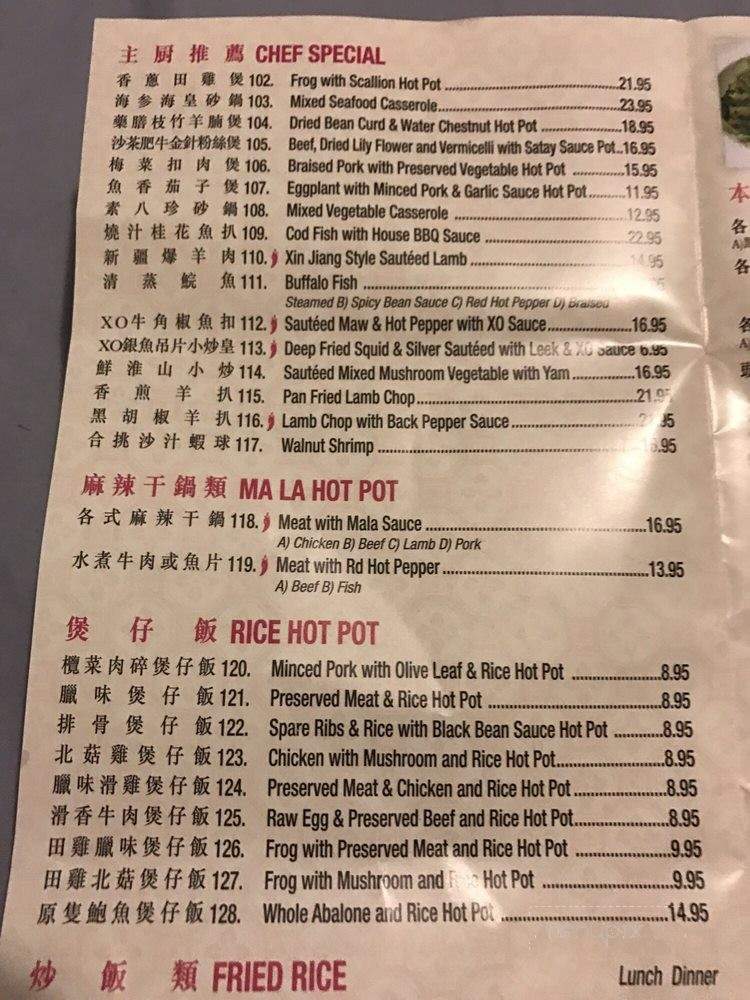 主厨推薦 CHEF SPECIAL
香蔥田雞煲 102. Frog with Scallion Hot Pot 21.95
海参海皇砂鍋 103. Mixed Seafood Casserole 23.95
藥膳枝竹羊腩煲 104. Dried Bean Curd & Water Chestnut Hot Pot 18.95
沙茶肥牛金針粉絲煲 105. Beef, Dried Lily Flower and Vermicelli with Satay Sauce Pot..16.95
梅菜扣肉煲 106. Braised Pork with Preserved Vegetable Hot Pot 15.95
魚香茄子煲 107. Eggplant with Minced Pork & Garlic Sauce Hot Pot 11.95
素八珍砂鍋 108. Mixed Vegetable Casserole 12.95
燒汁桂花魚扒 109. Cod Fish with House BBQ Sauce 22.95
新疆爆羊肉 110. Xin Jiang Style Sautéed Lamb 14.95
清蒸鯇魚 111. Buffalo Fish
Steamed B) Spicy Bean Sauce C) Red Hot Pepper D) Braised
XO牛角椒魚扣 112. Sautéed Maw & Hot Pepper with XO Sauce 16.95
XO銀魚吊片小炒皇 113. Deep Fried Squid & Silver Sautéed with Leek & XO Sauce 6.95
鮮淮山小炒 114. Sautéed Mixed Mushroom Vegetable with Yam 16.95
香煎羊扒 115. Pan Fried Lamb Chop
黑胡椒羊扒 116. Lamb Chop with Back Pepper Sauce
合挑沙汁蝦球 117. Walnut Shrimp
麻辣干鍋類 MA LA HOT POT
各式麻辣干鍋 118. Meat with Mala Sauce 16.95
A) Chicken B) Beef C) Lamb D) Pork
水煮牛肉或魚片 119. Meat with Rd Hot Pepper 13.95
A) Beef B) Fish
煲仔飯 RICE HOT POT
欖菜肉碎煲仔飯 120. Minced Pork with Olive Leaf & Rice Hot Pot 8.95
臘味煲仔飯 121. Preserved Meat & Rice Hot Pot 8.95
排骨煲仔飯 122. Spare Ribs & Rice with Black Bean Sauce Hot Pot 8.95
北菇雞煲仔飯 123. Chicken with Mushroom and Rice Hot Pot 8.95
臘味滑雞煲仔飯 124. Preserved Meat & Chicken and Rice Hot Pot 8.95
滑香牛肉煲仔飯 125. Raw Egg & Preserved Beef and Rice Hot Pot 8.95
田雞臘味煲仔飯 126. Frog with Preserved Meat and Rice Hot Pot 9.95
田雞北菇煲仔飯 127. Frog with Mushroom and Rice Hot Pot 9.95
原隻鮑魚煲仔飯 128. Whole Abalone and Rice Hot Pot 14.95
炒飯類 FRIED RICE
Lunch Dinner